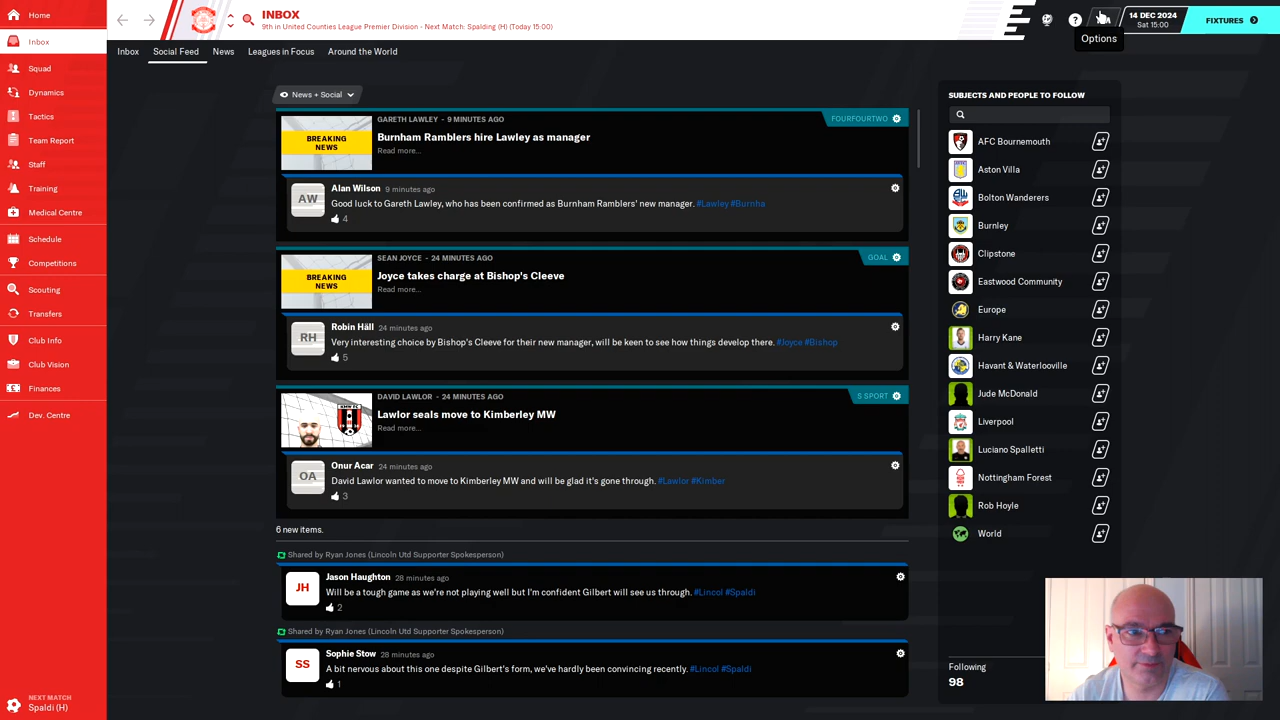 Home
Inbox
Squad
Dynamics
Tactics
Team Report
Staff
Training
Medical Centre
Schedule
Competitions
Scouting
Transfers
Club Info
Club Vision
Finances
Dev. Centre
NEXT MATCH
Spaldi (H)
INBOX
9th in United Counties League Premier Division - Next Match: Spalding (H) (Today 15:00)
14 DEC 2024
Sat 15:00
FIXTURES
Options
Inbox
Social Feed
News
Leagues in Focus
Around the World
News + Social
BREAKING
NEWS
GARETH LAWLEY - 9 MINUTES AGO
FOURFOURTWO
Burnham Ramblers hire Lawley as manager
Read more...
AW
Alan Wilson 9 minutes ago
Good luck to Gareth Lawley, who has been confirmed as Burnham Ramblers' new manager. #Lawley #Burnha
4
BREAKING
NEWS
SEAN JOYCE - 24 MINUTES AGO
GOAL
Joyce takes charge at Bishop's Cleeve
Read more...
RH
Robin Häll 24 minutes ago
Very interesting choice by Bishop's Cleeve for their new manager, will be keen to see how things develop there. #Joyce #Bishop
5
DAVID LAWLOR - 24 MINUTES AGO
S SPORT
Lawlor seals move to Kimberley MW
Read more...
OA
Onur Acar 24 minutes ago
David Lawlor wanted to move to Kimberley MW and will be glad it's gone through. #Lawlor #Kimber
3
6 new items.
Shared by Ryan Jones (Lincoln Utd Supporter Spokesperson)
JH
Jason Haughton 28 minutes ago
Will be a tough game as we're not playing well but I'm confident Gilbert will see us through. #Lincol #Spaldi
2
Shared by Ryan Jones (Lincoln Utd Supporter Spokesperson)
SS
Sophie Stow 28 minutes ago
A bit nervous about this one despite Gilbert's form, we've hardly been convincing recently. #Lincol #Spaldi
1
SUBJECTS AND PEOPLE TO FOLLOW
AFC Bournemouth
Aston Villa
Bolton Wanderers
Burnley
Clipstone
Eastwood Community
Europe
Harry Kane
Havant & Waterlooville
Jude McDonald
Liverpool
Luciano Spalletti
Nottingham Forest
Rob Hoyle
World
Following
98